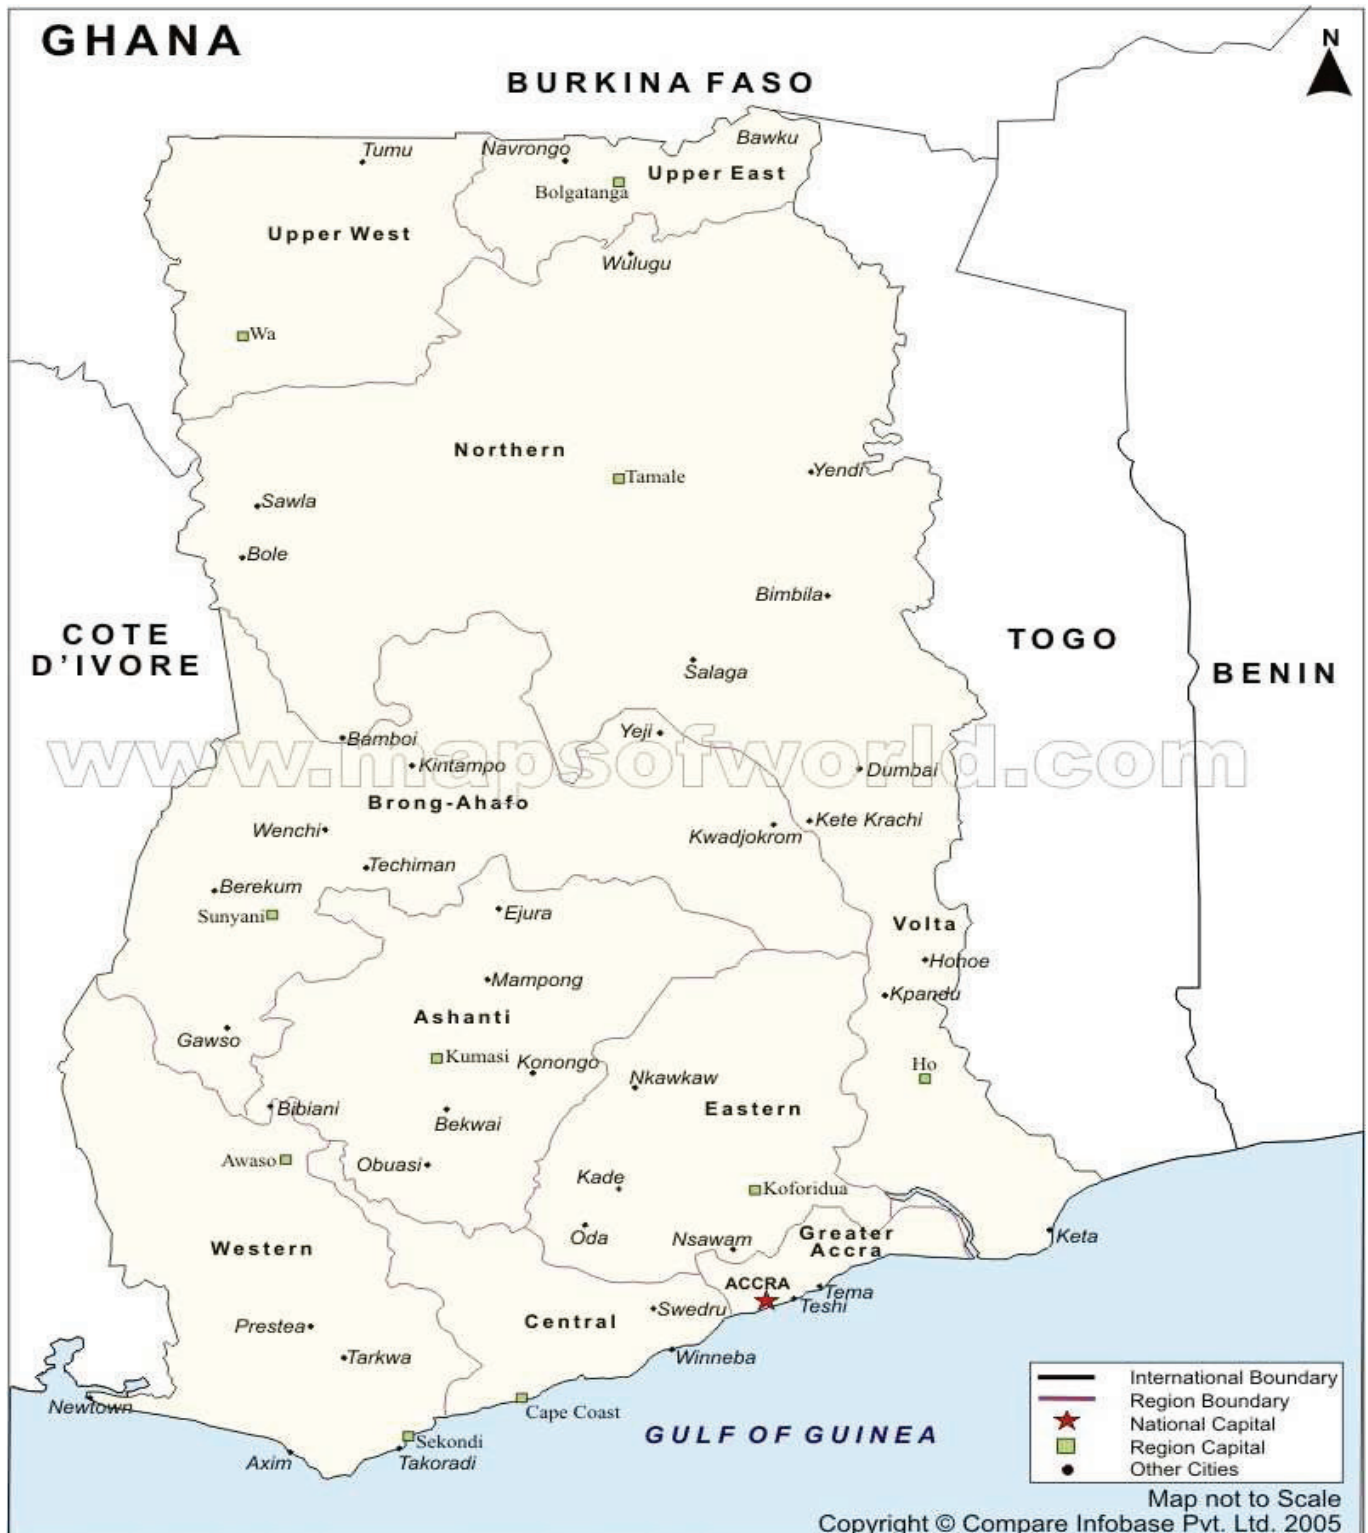 GHANA
N
BURKINA FASO
Bawku
Tumu
Navrongo
Upper East
Bolgatanga
Upper West
Wulugu
Wa
Northern
Tamale
Yendi
Sawla
Bole
Bimbila
COTE
D'IVORE
TOGO
BENIN
Salaga
Bamboi
Yeji
www.mapsofworld.com
Kintampo
Dumbai
Brong-Ahafo
Wenchi
Kwadjokrom
Kete Krachi
Techiman
Berekum
Sunyani
Ejura
Volta
Hohoe
Mampong
Kpandu
Ashanti
Gawso
Kumasi
Konongo
Ho
Nkawkaw
Eastern
Bibiani
Bekwai
Awaso
Obuasi
Kade
Koforidua
Oda
Nsawam
Greater
Accra
Keta
Western
ACCRA
Tema
Teshi
Swedru
Central
Prestea
Tarkwa
Winneba
Newtown
Cape Coast
GULF OF GUINEA
Sekondi
Takoradi
Axim
International Boundary
Region Boundary
National Capital
Region Capital
Other Cities
Map not to Scale
Copyright © Compare Infobase Pvt. Ltd. 2005